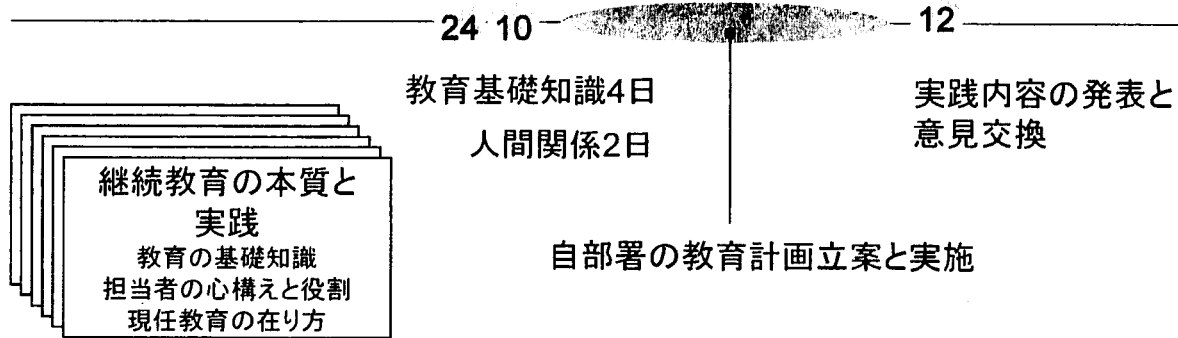 24 10
12
教育基礎知識4日
人間関係2日
実践内容の発表と
意見交換
継続教育の本質と
実践
教育の基礎知識
担当者の心構えと役割
現任教育の在り方
自部署の教育計画立案と実施